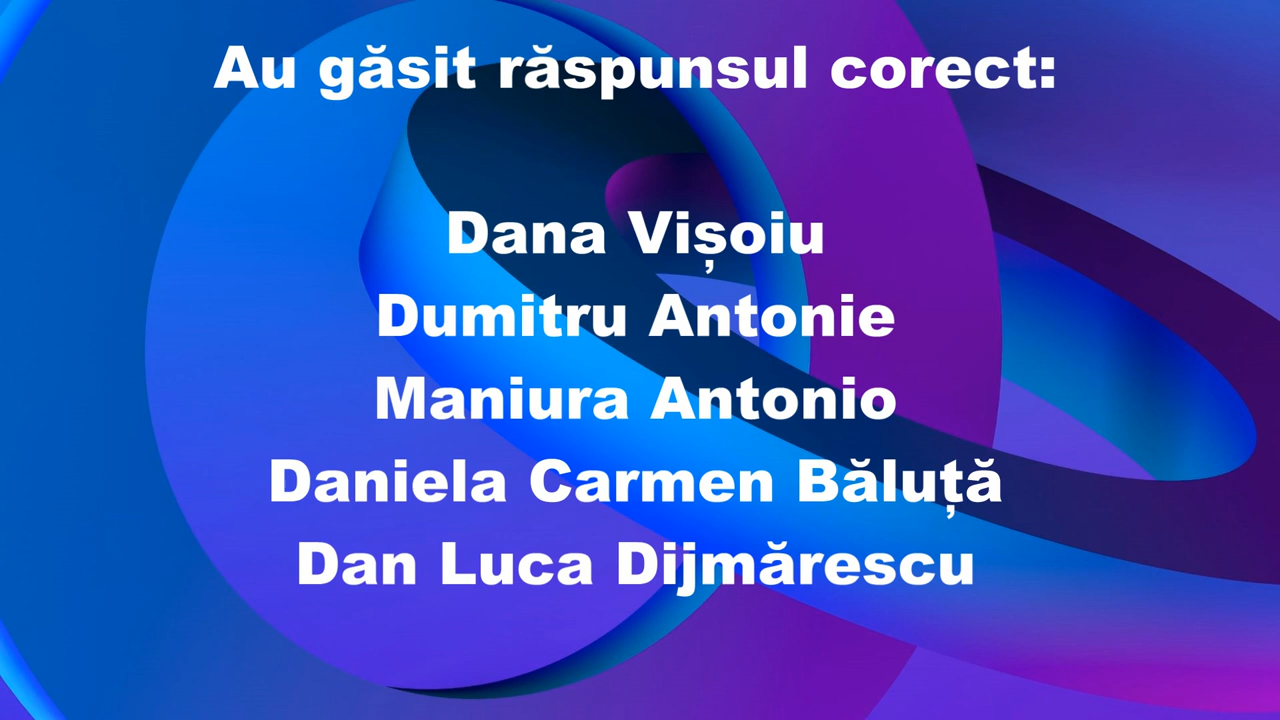 Au găsit răspunsul corect:
Dana Vișoiu
Dumitru Antonie
Maniura Antonio
Daniela Carmen Băluță
Dan Luca Dijmărescu